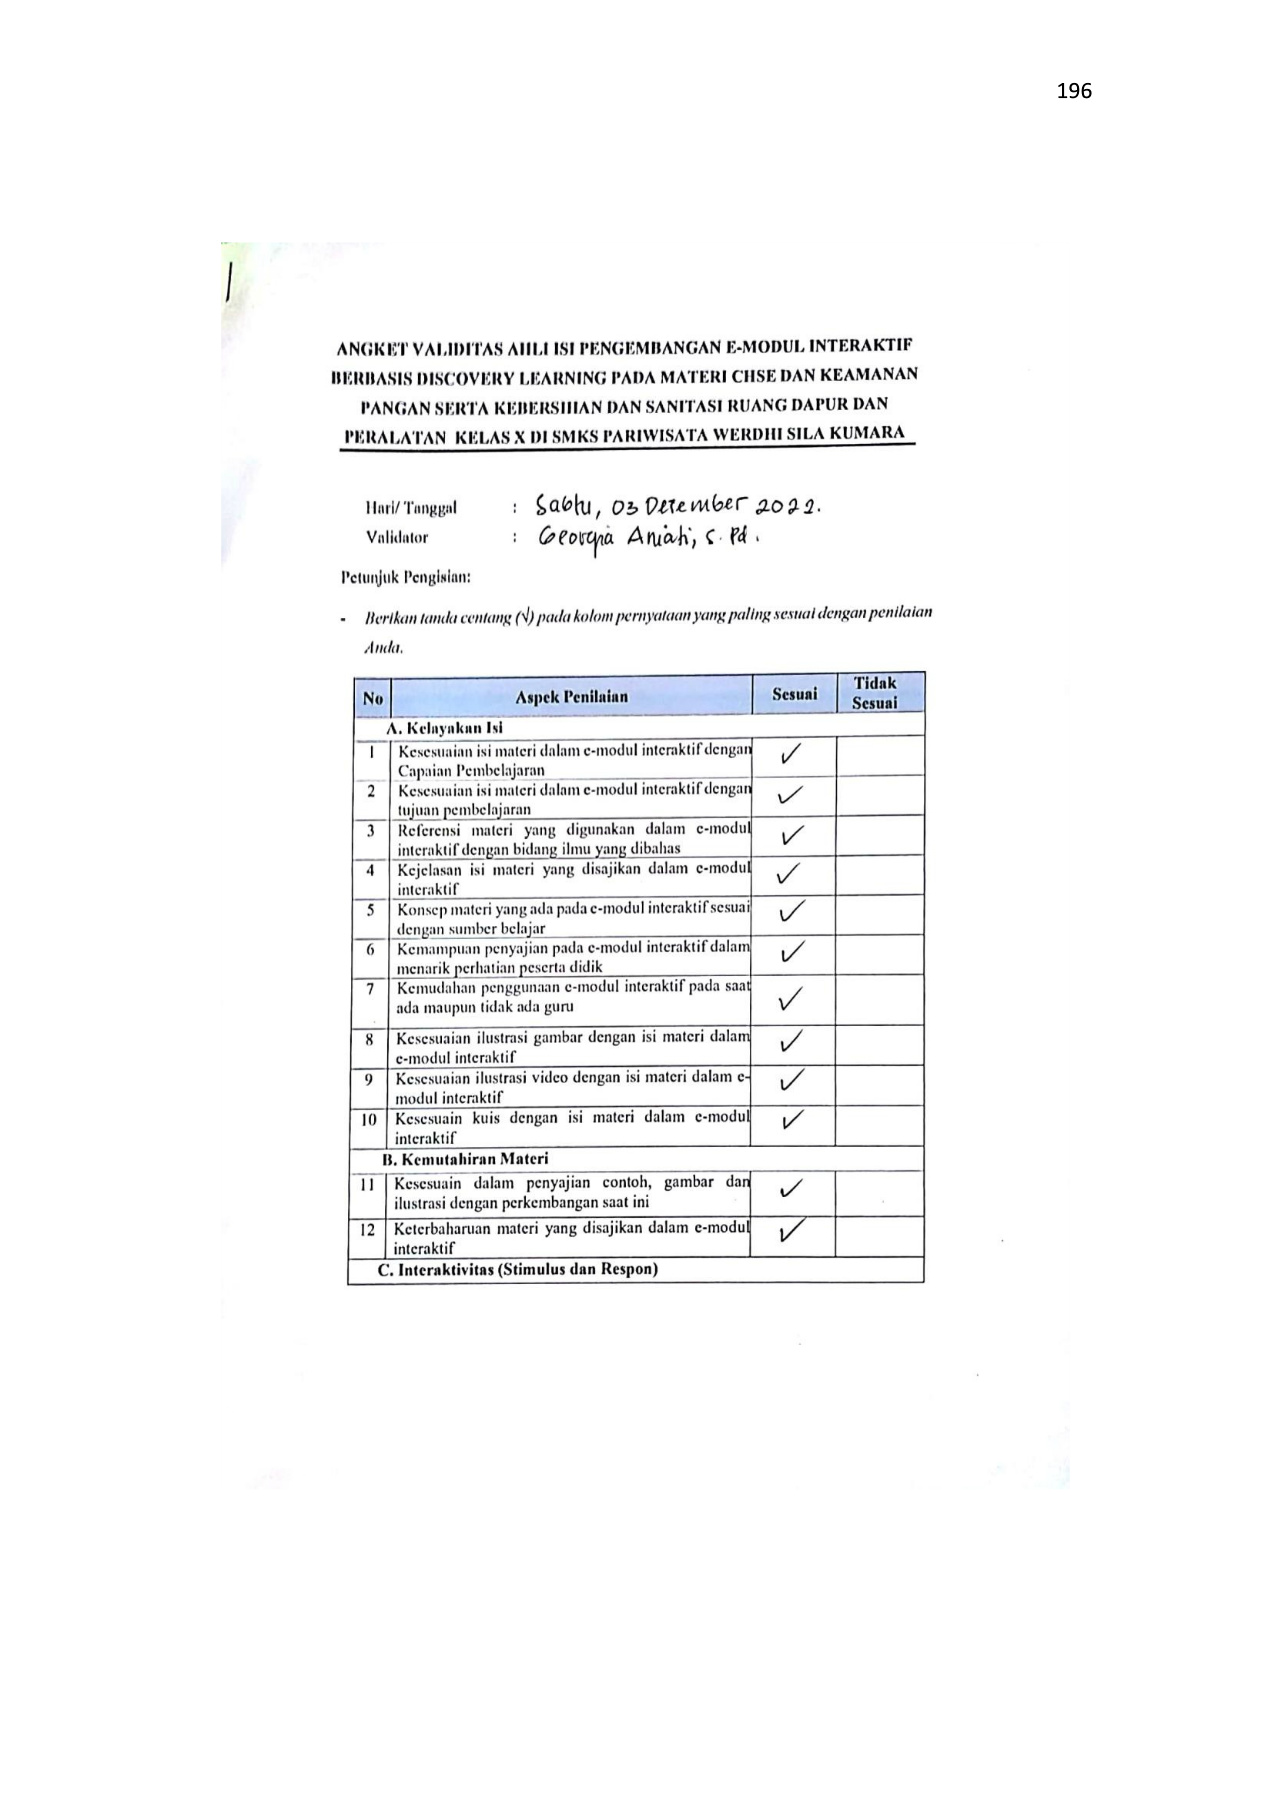 196
ANGKET VALIDITAS AHLI ISI PENGEMBANGAN E-MODUL INTERAKTIF
BERBASIS DISCOVERY LEARNING PADA MATERI CHSE DAN KEAMANAN
PANGAN SERTA KEBERSIHAN DAN SANITASI RUANG DAPUR DAN
PERALATAN KELAS X DI SMKS PARIWISATA WERDHI SILA KUMARA
Hari/ Tanggal : Sabtu, 03 Desember 2022.
Validator : Georgia Aniati, S. Pd.
Petunjuk Pengisian:
- Berikan tanda centang (√) pada kolom pernyataan yang paling sesuai dengan penilaian
Anda.
No Aspek Penilaian Sesuai Tidak Sesuai
A. Kelayakan Isi
1 Kesesuaian isi materi dalam e-modul interaktif dengan ✓
Capaian Pembelajaran
2 Kesesuaian isi materi dalam e-modul interaktif dengan ✓
tujuan pembelajaran
3 Referensi materi yang digunakan dalam e-modul ✓
interaktif dengan bidang ilmu yang dibahas
4 Kejelasan isi materi yang disajikan dalam e-modul ✓
interaktif
5 Konsep materi yang ada pada e-modul interaktif sesuai ✓
dengan sumber belajar
6 Kemampuan penyajian pada e-modul interaktif dalam ✓
menarik perhatian peserta didik
7 Kemudahan penggunaan e-modul interaktif pada saat ✓
ada maupun tidak ada guru
8 Kesesuaian ilustrasi gambar dengan isi materi dalam ✓
e-modul interaktif
9 Kesesuaian ilustrasi video dengan isi materi dalam e- ✓
modul interaktif
10 Kesesuain kuis dengan isi materi dalam e-modul ✓
interaktif
B. Kemutahiran Materi
11 Kesesuain dalam penyajian contoh, gambar dan ✓
ilustrasi dengan perkembangan saat ini
12 Keterbaharuan materi yang disajikan dalam e-modul ✓
interaktif
C. Interaktivitas (Stimulus dan Respon)